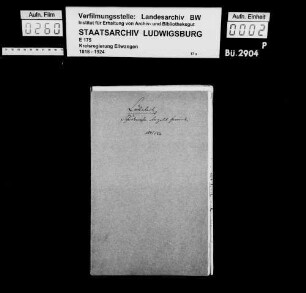 Aufn. Film
0260
Verfilmungsstelle: Landesarchiv BW
Institut für Erhaltung von Archiv- und Bibliotheksgut
STAATSARCHIV LUDWIGSBURG
E 175
Kreisregierung Ellwangen
1818 - 1924
Aufn. Einheit
0002
P
Bü. 2904